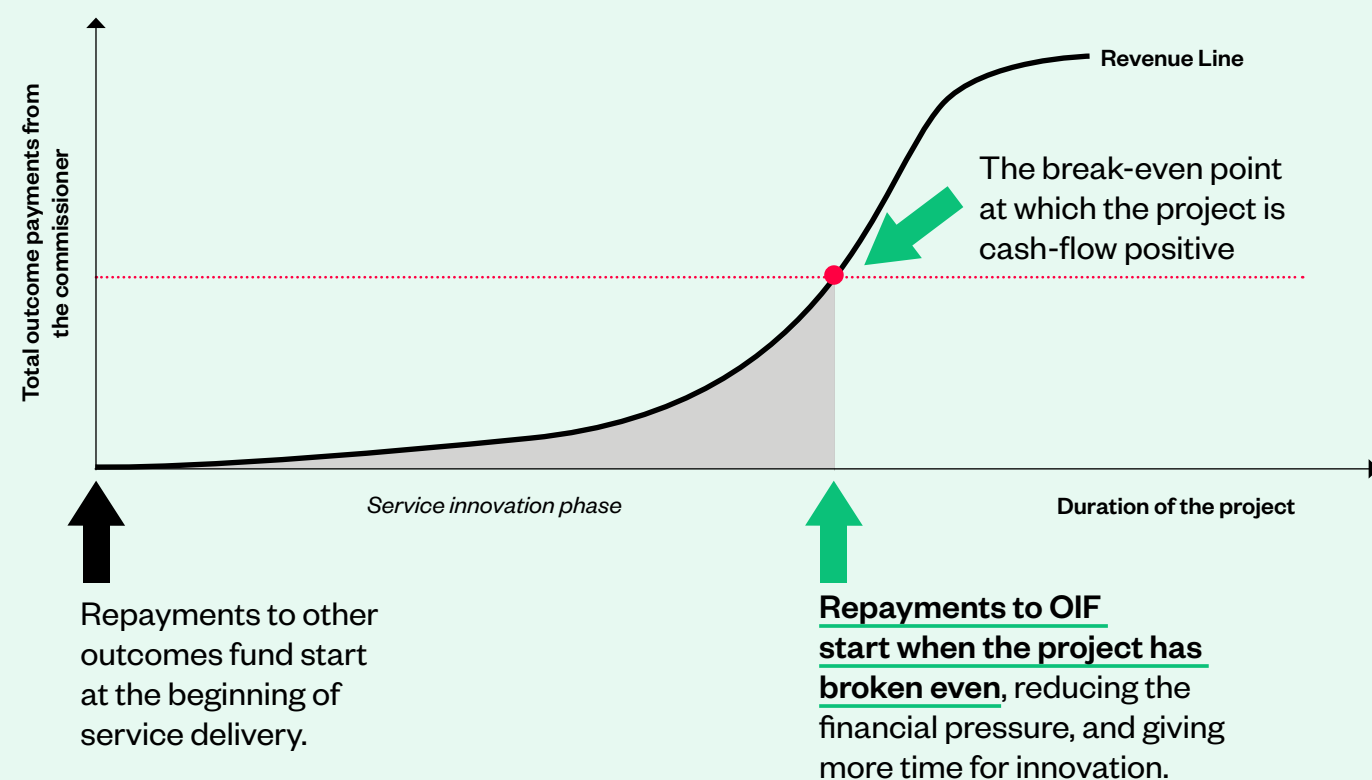 Total outcome payments from
the commissioner
Revenue Line
The break-even point
at which the project is
cash-flow positive
Service innovation phase
Duration of the project
Repayments to other
outcomes fund start
at the beginning of
service delivery.
Repayments to OIF
start when the project has
broken even, reducing the
financial pressure, and giving
more time for innovation.